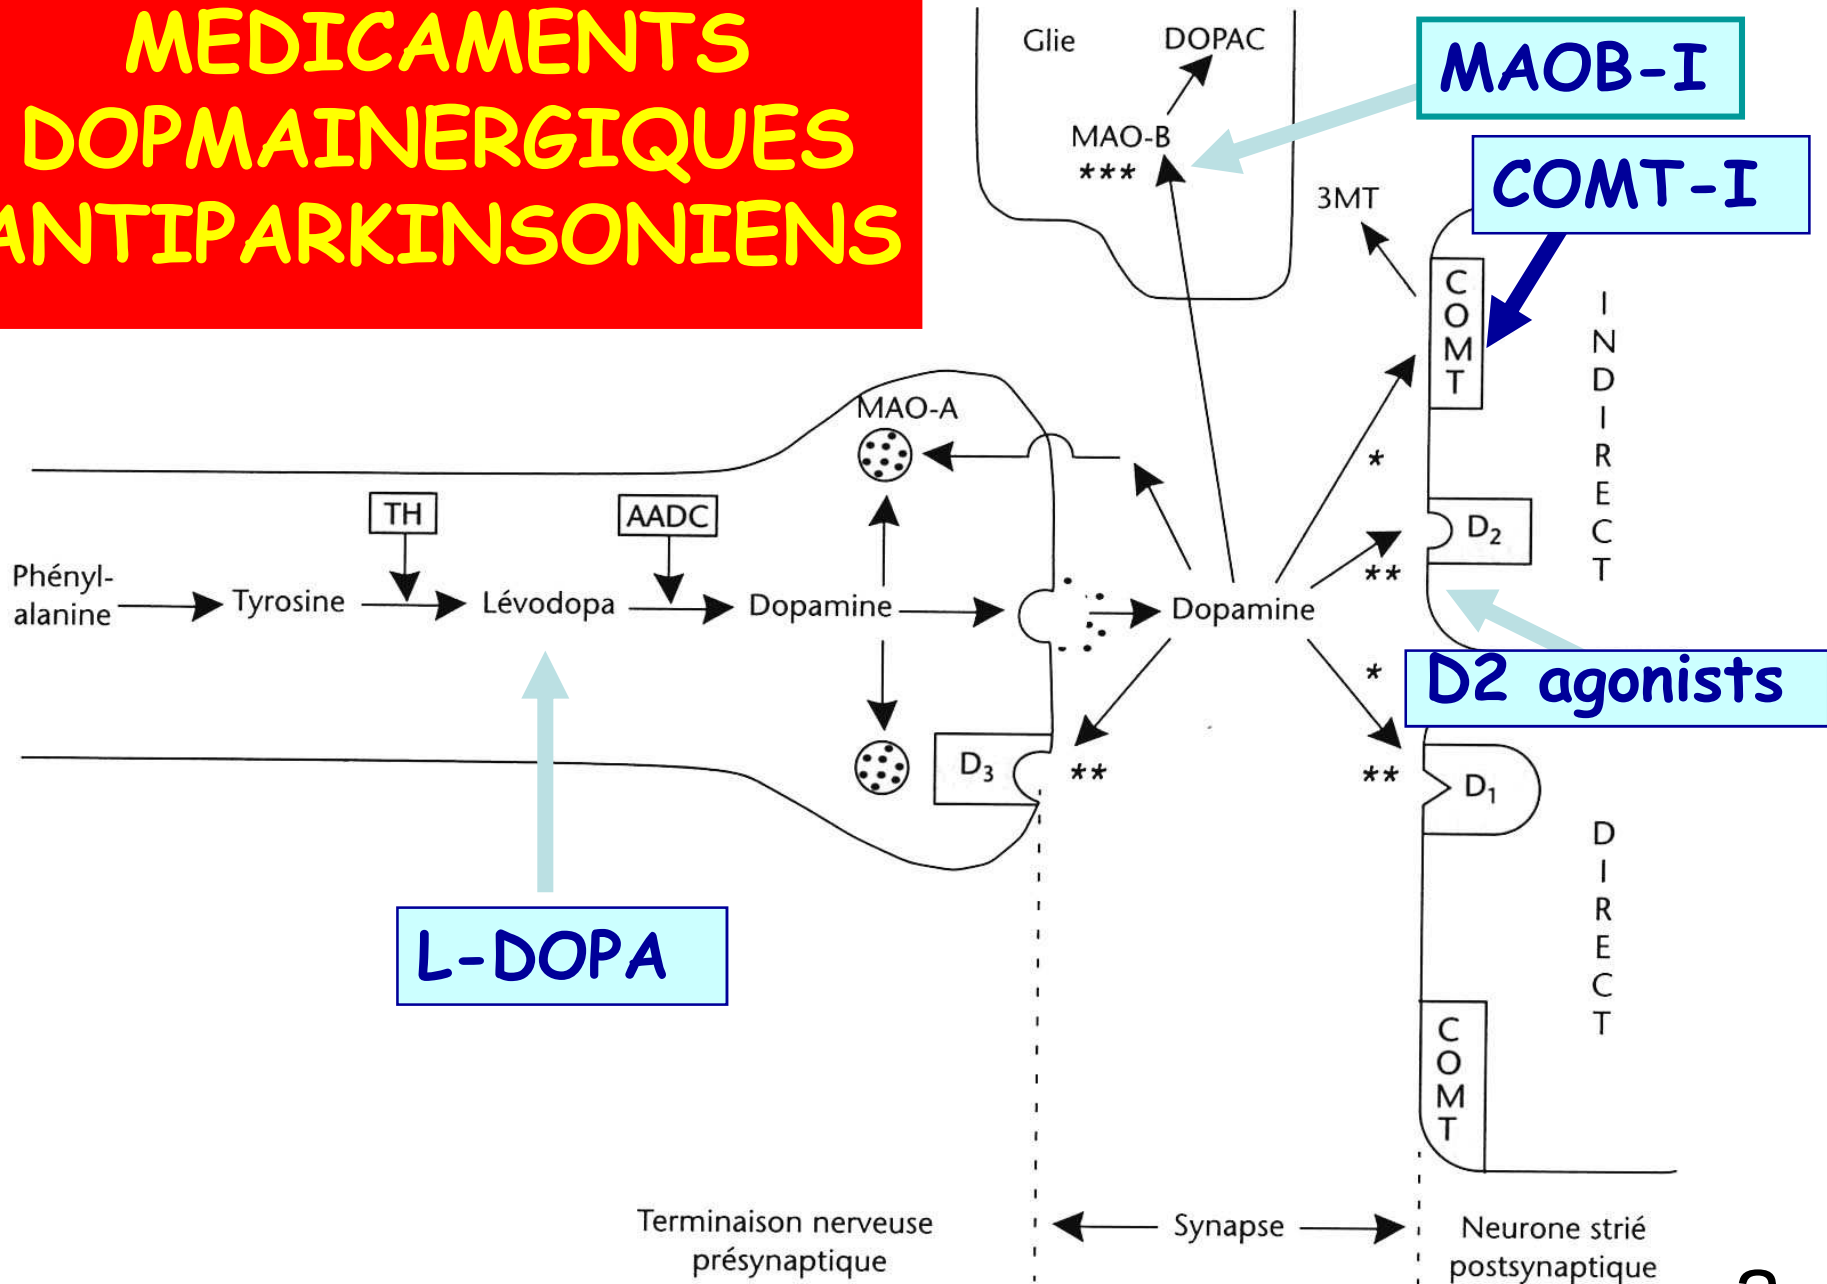 MEDICAMENTS
DOPMAINERGIQUES
ANTIPARKINSONIENS
Glie
DOPAC
MAOB-I
MAO-B
***
COMT-I
3MT
COMT
INDIRECT
MAO-A
*
TH
AADC
D2
**
Phényl-
alanine
Tyrosine
Lévodopa
Dopamine
Dopamine
*
D2 agonists
D3
**
**
D1
DIRECT
L-DOPA
COMT
Terminaison nerveuse
présynaptique
Synapse
Neurone strié
postsynaptique